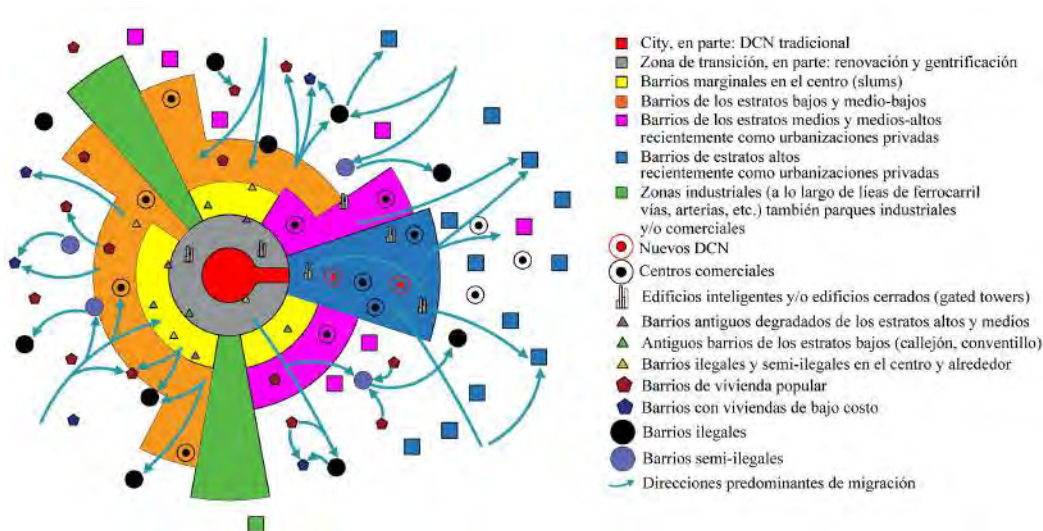 City, en parte: DCN tradicional
Zona de transición, en parte: renovación y gentrificación
Barrios marginales en el centro (slums)
Barrios de los estratos bajos y medio-bajos
Barrios de los estratos medios y medios-altos
recientemente como urbanizaciones privadas
Barrios de estratos altos
recientemente como urbanizaciones privadas
Zonas industriales (a lo largo de líeas de ferrocarril
vías, arterias, etc.) también parques industriales
y/o comerciales
Nuevos DCN
Centros comerciales
Edificios inteligentes y/o edificios cerrados (gated towers)
Barrios antiguos degradados de los estratos altos y medios
Antiguos barrios de los estratos bajos (callejón, conventillo)
Barrios ilegales y semi-ilegales en el centro y alrededor
Barrios de vivienda popular
Barrios con viviendas de bajo costo
Barrios ilegales
Barrios semi-ilegales
Direcciones predominantes de migración